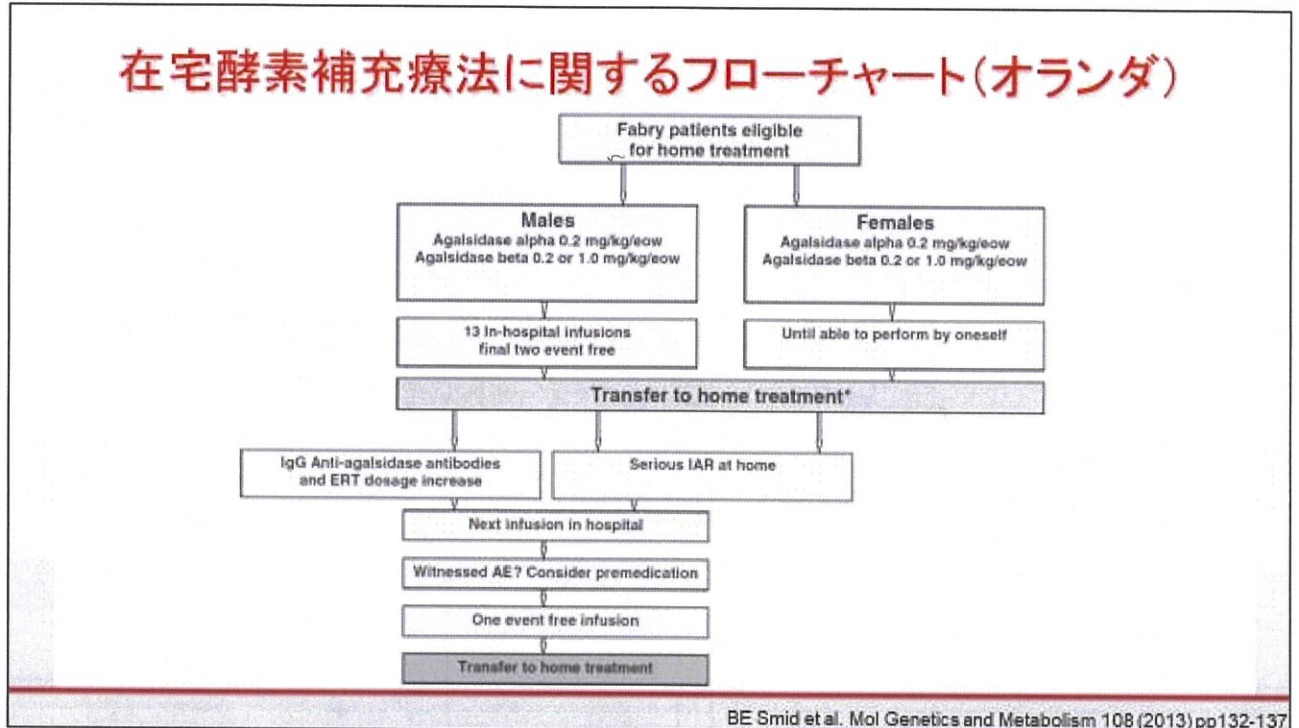 在宅酵素補充療法に関するフローチャート(オランダ)
Fabry patients eligible
for home treatment
Males
Agalsidase alpha 0.2 mg/kg/eow
Agalsidase beta 0.2 or 1.0 mg/kg/eow
Females
Agalsidase alpha 0.2 mg/kg/eow
Agalsidase beta 0.2 or 1.0 mg/kg/eow
13 In-hospital infusions
final two event free
Until able to perform by oneself
Transfer to home treatment*
IgG Anti-agalsidase antibodies
and ERT dosage increase
Serious IAR at home
Next infusion in hospital
Witnessed AE? Consider premedication
One event free infusion
Transfer to home treatment
BE Smid et al. Mol Genetics and Metabolism 108 (2013) pp132-137